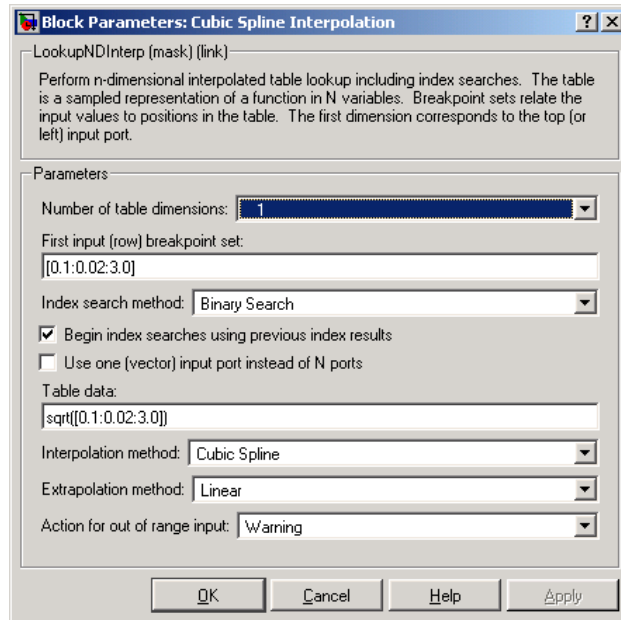 Block Parameters: Cubic Spline Interpolation
LookupNDInterp (mask) (link)
Perform n-dimensional interpolated table lookup including index searches. The table
is a sampled representation of a function in N variables. Breakpoint sets relate the
input values to positions in the table. The first dimension corresponds to the top (or
left) input port.
Parameters
Number of table dimensions: 1
First input (row) breakpoint set:
[0.1:0.02:3.0]
Index search method: Binary Search
Begin index searches using previous index results
Use one (vector) input port instead of N ports
Table data:
sqrt([0.1:0.02:3.0])
Interpolation method: Cubic Spline
Extrapolation method: Linear
Action for out of range input: Warning
OK Cancel Help Apply